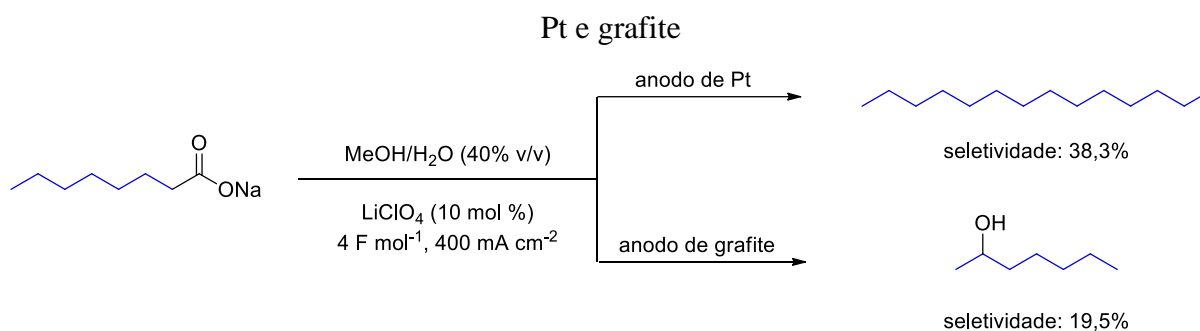 Pt e grafite
anodo de Pt
O
ONa
MeOH/H₂O (40% v/v)
LiClO₄ (10 mol %)
4 F mol⁻¹, 400 mA cm⁻²
seletividade: 38,3%
anodo de grafite
OH
seletividade: 19,5%